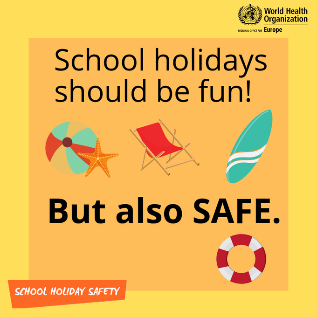 World Health
Organization
Europe
School holidays
should be fun!
But also SAFE.
SCHOOL HOLIDAY SAFETY